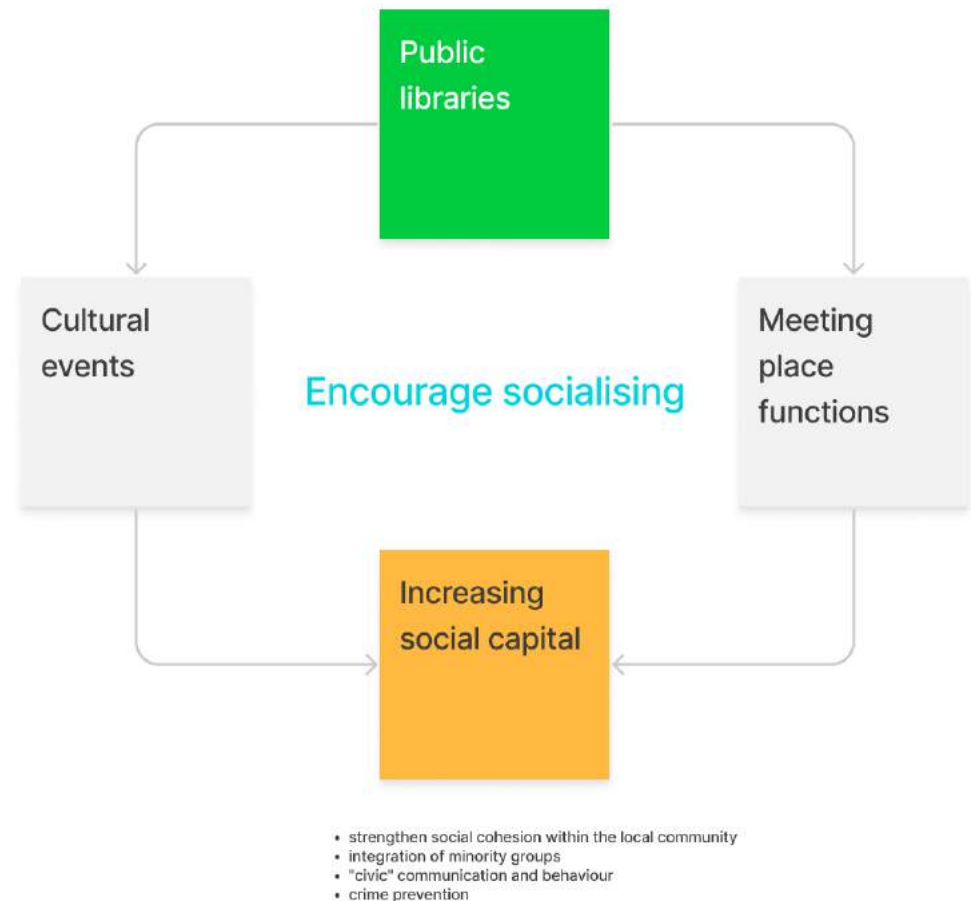 Public
libraries
Cultural
events
Encourage socialising
Meeting
place
functions
Increasing
social capital
• strengthen social cohesion within the local community
• integration of minority groups
• "civic" communication and behaviour
• crime prevention